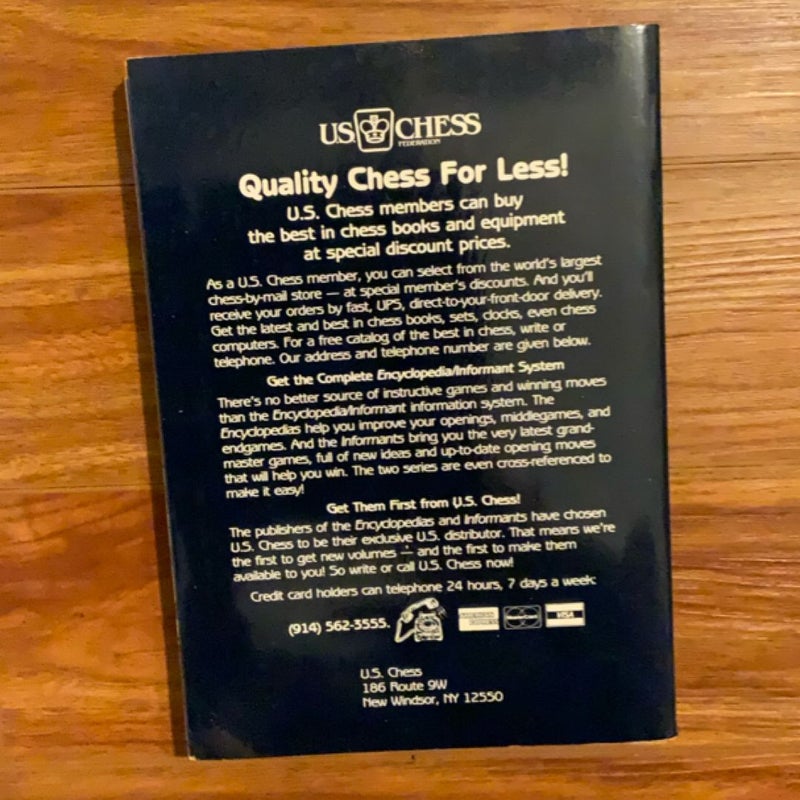 U.S. CHESS
FEDERATION
Quality Chess For Less!
U.S. Chess members can buy
the best in chess books and equipment
at special discount prices.
As a U.S. Chess member, you can select from the world's largest
chess-by-mail store — at special member's discounts. And you'll
receive your orders by fast, UPS, direct-to-your-front-door delivery.
Get the latest and best in chess books, sets, clocks, even chess
computers. For a free catalog of the best in chess, write or
telephone. Our address and telephone number are given below.
Get the Complete Encyclopedia/Informant System
There's no better source of instructive games and winning moves
than the Encyclopedia/Informant information system. The
Encyclopedias help you improve your openings, middlegames, and
endgames. And the Informants bring you the very latest grand-
master games, full of new ideas and up-to-date opening moves
that will help you win. The two series are even cross-referenced to
make it easy!
Get Them First from U.S. Chess!
The publishers of the Encyclopedias and Informants have chosen
U.S. Chess to be their exclusive U.S. distributor. That means we're
the first to get new volumes — and the first to make them
available to you! So write or call U.S. Chess now!
Credit card holders can telephone 24 hours, 7 days a week:
(914) 562-3555.
AMERICAN
EXPRESS
VISA
U.S. Chess
186 Route 9W
New Windsor, NY 12550